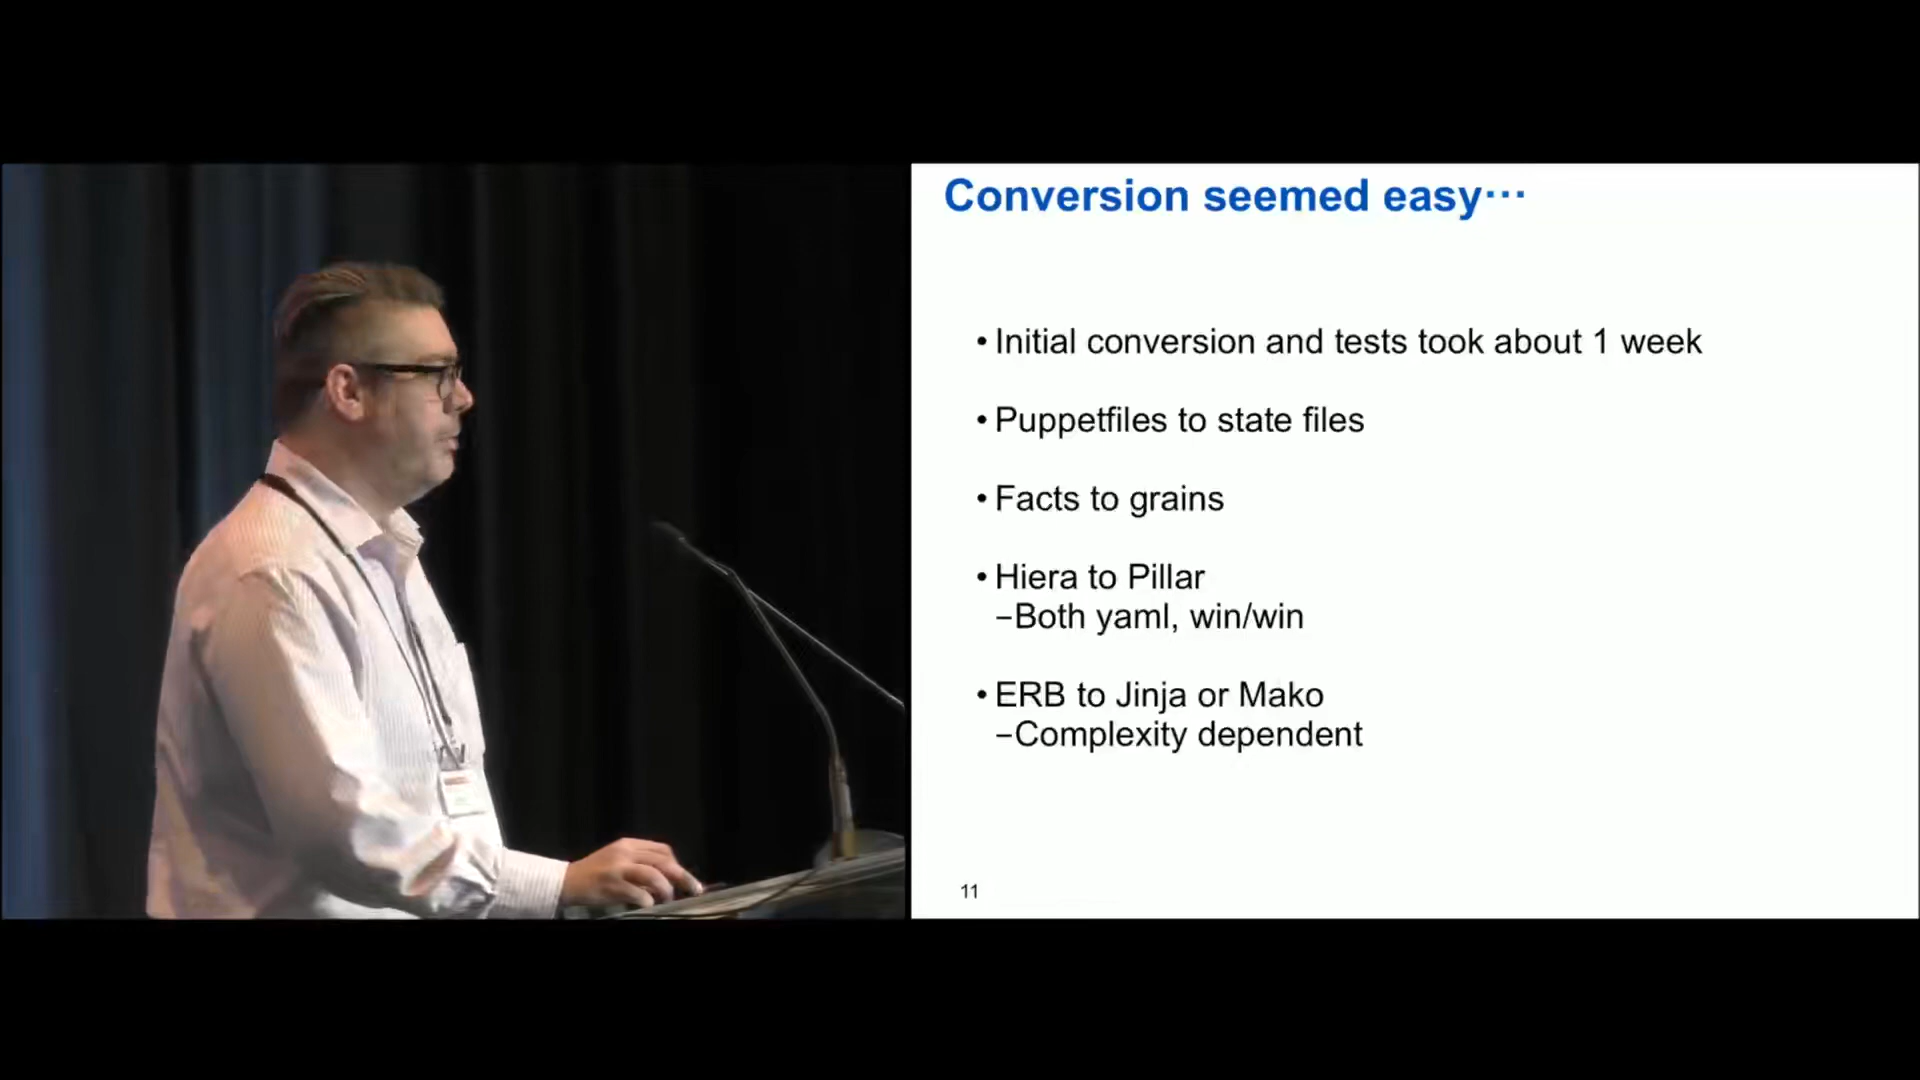 Conversion seemed easy…
• Initial conversion and tests took about 1 week
• Puppetfiles to state files
• Facts to grains
• Hiera to Pillar
–Both yaml, win/win
• ERB to Jinja or Mako
–Complexity dependent
11